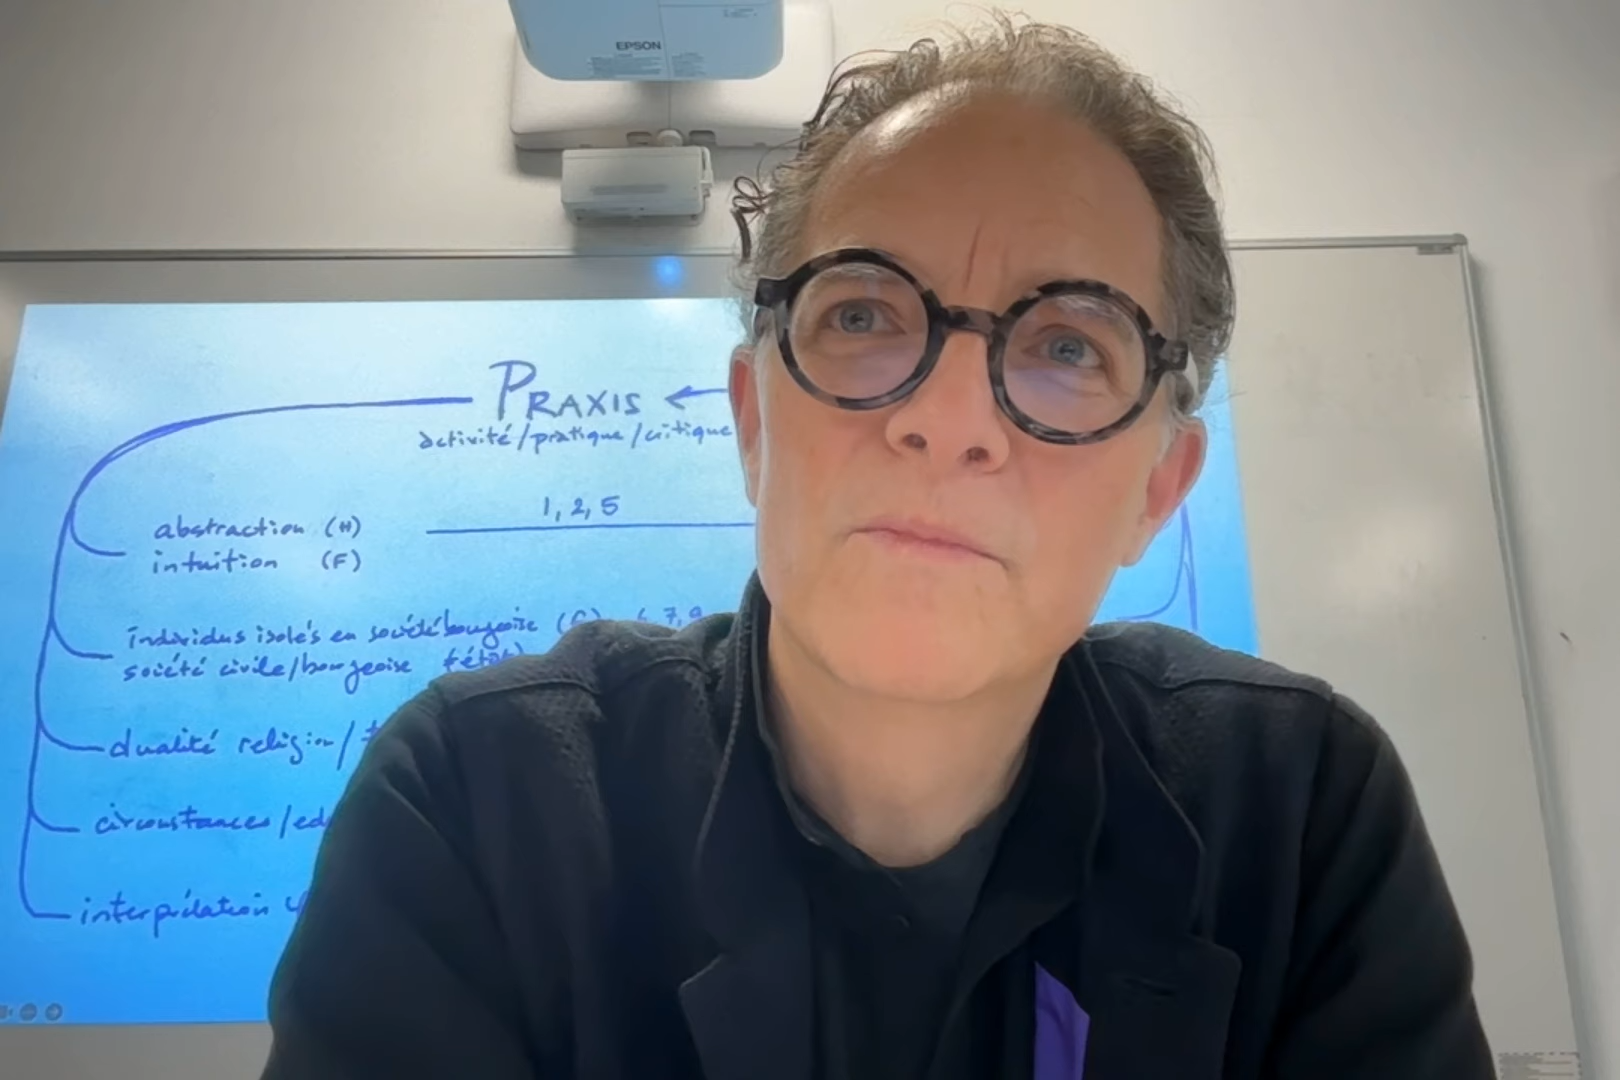 EPSON
PRAXIS ←
activité/pratique/critique
1, 2, 5
abstraction (H)
intuition (F)
individus isolés en société bourgeoise
société civile/bourgeoise
dualité religion/
circonstances/
interprétation